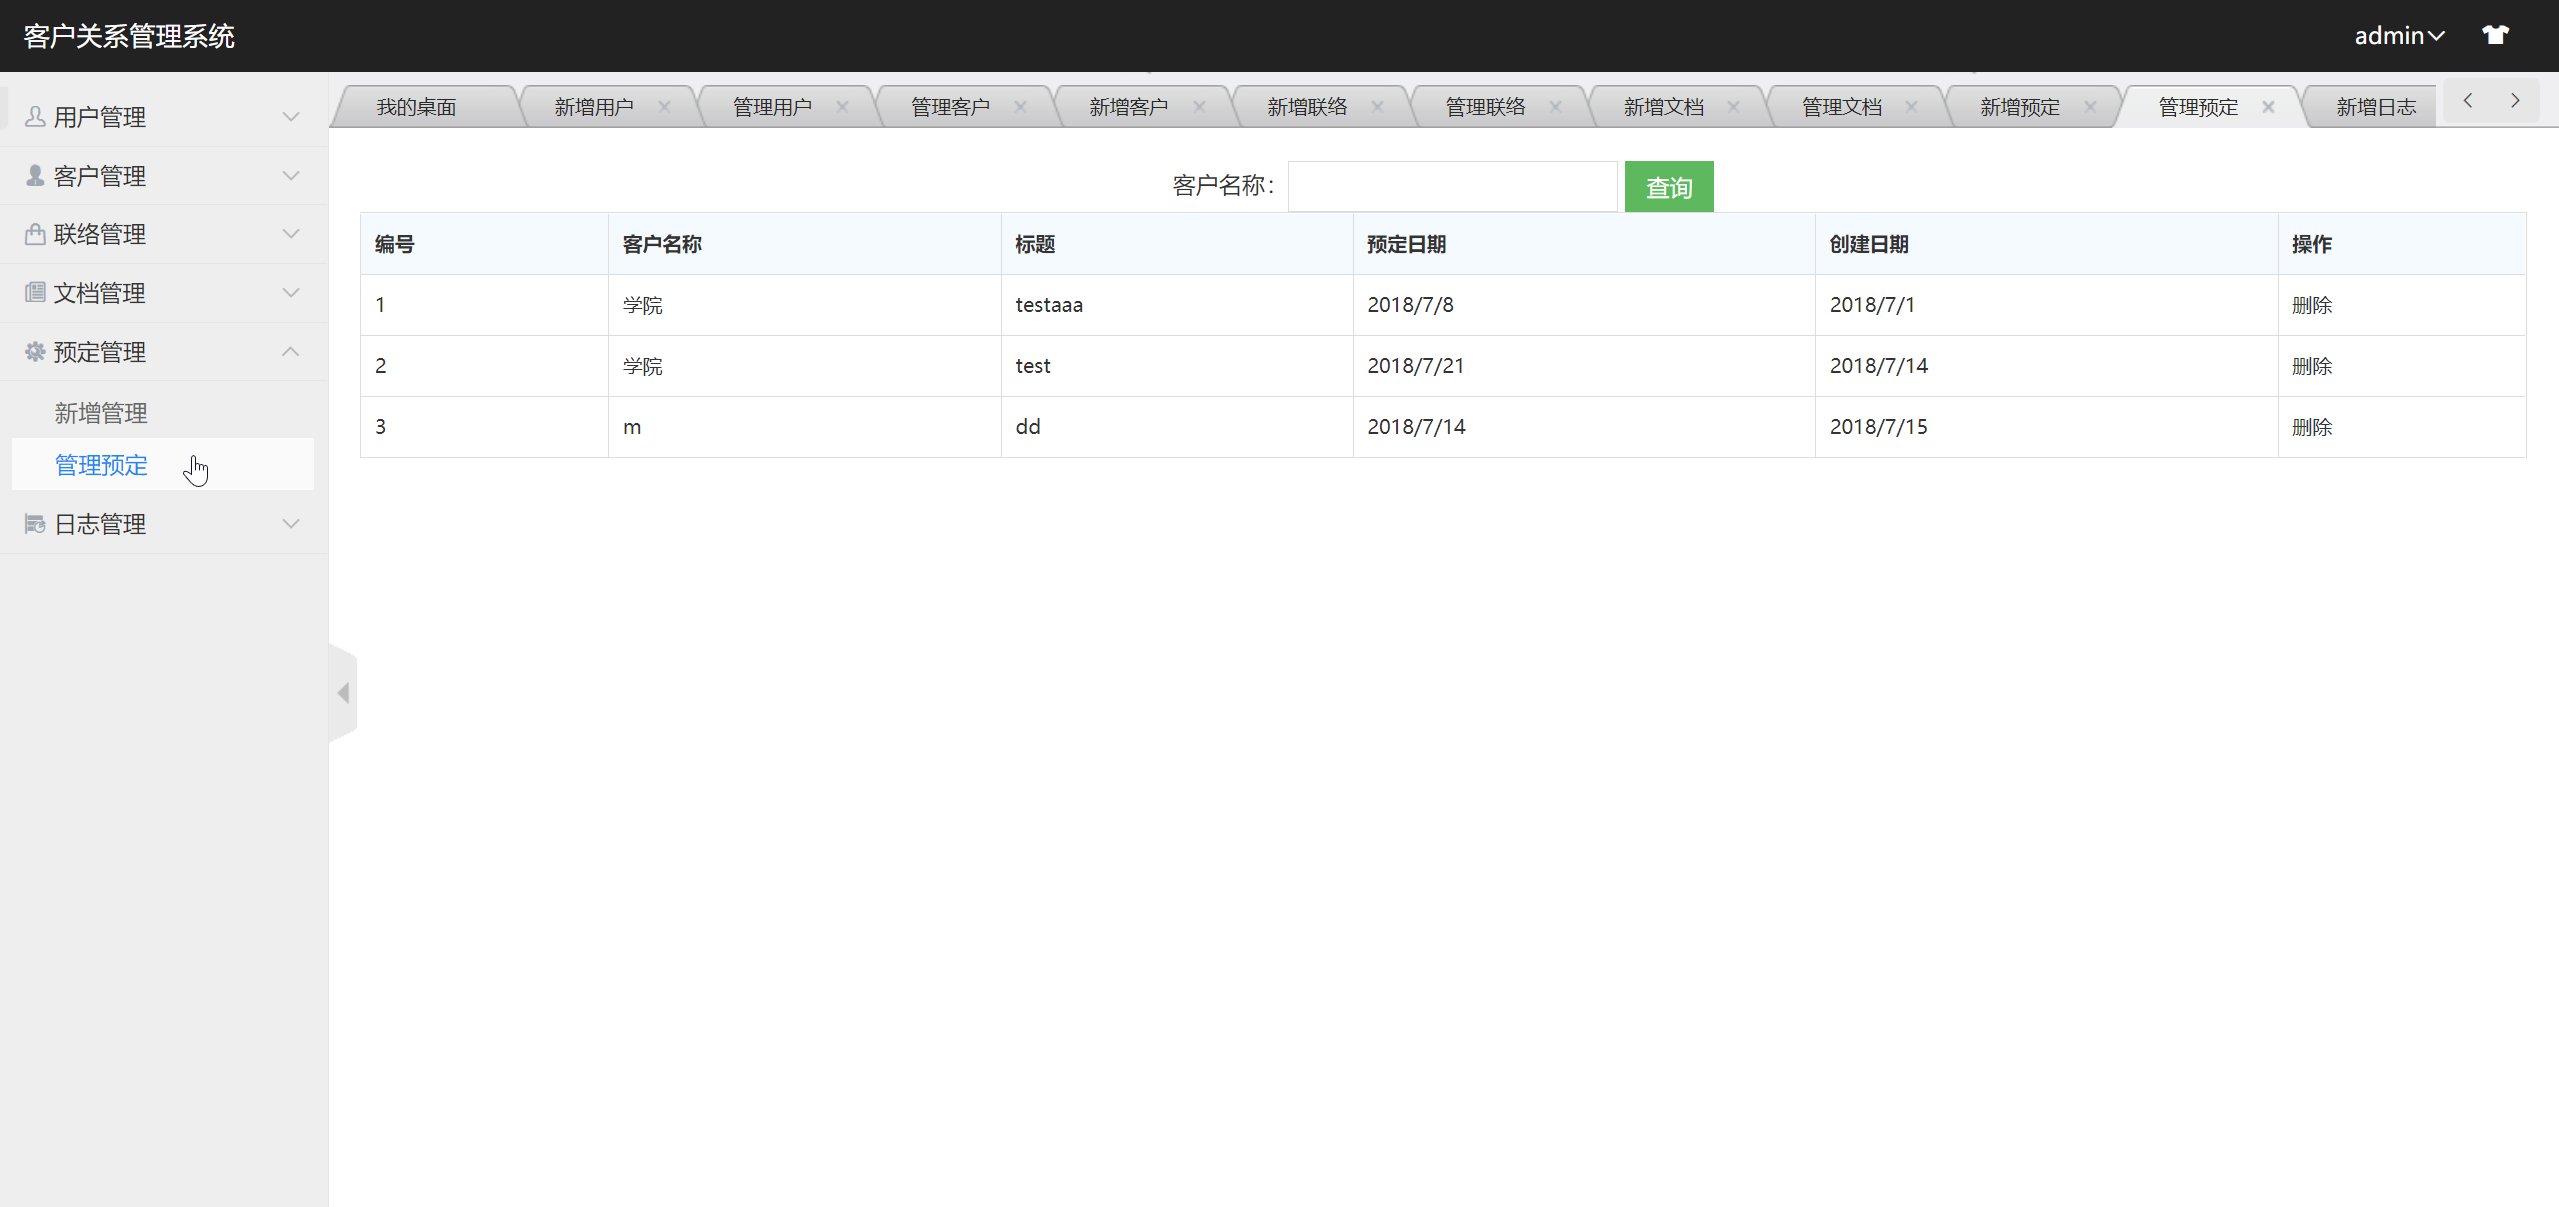 客户关系管理系统
admin
用户管理
客户管理
联络管理
文档管理
预定管理
新增管理
管理预定
日志管理
我的桌面 新增用户 管理用户 管理客户 新增客户 新增联络 管理联络 新增文档 管理文档 新增预定 管理预定 新增日志
客户名称： 查询
编号 客户名称 标题 预定日期 创建日期 操作
1 学院 testaaa 2018/7/8 2018/7/1 删除
2 学院 test 2018/7/21 2018/7/14 删除
3 m dd 2018/7/14 2018/7/15 删除